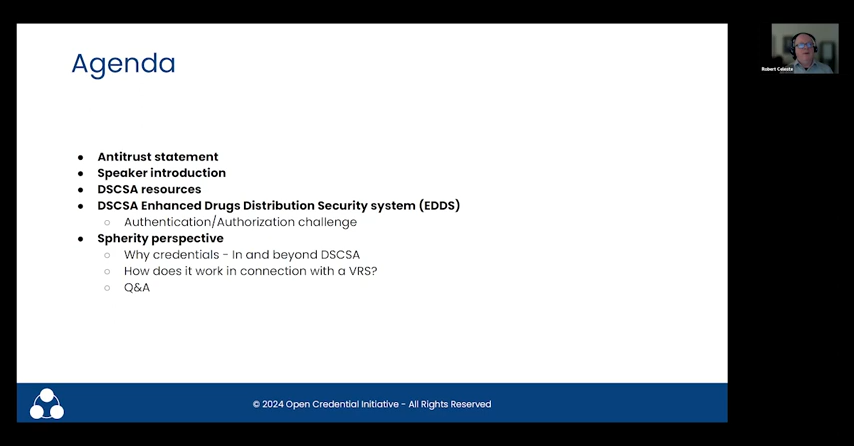 Agenda
Robert Celeste
● Antitrust statement
● Speaker introduction
● DSCSA resources
● DSCSA Enhanced Drugs Distribution Security system (EDDS)
○ Authentication/Authorization challenge
● Spherity perspective
○ Why credentials - In and beyond DSCSA
○ How does it work in connection with a VRS?
○ Q&A
© 2024 Open Credential Initiative - All Rights Reserved